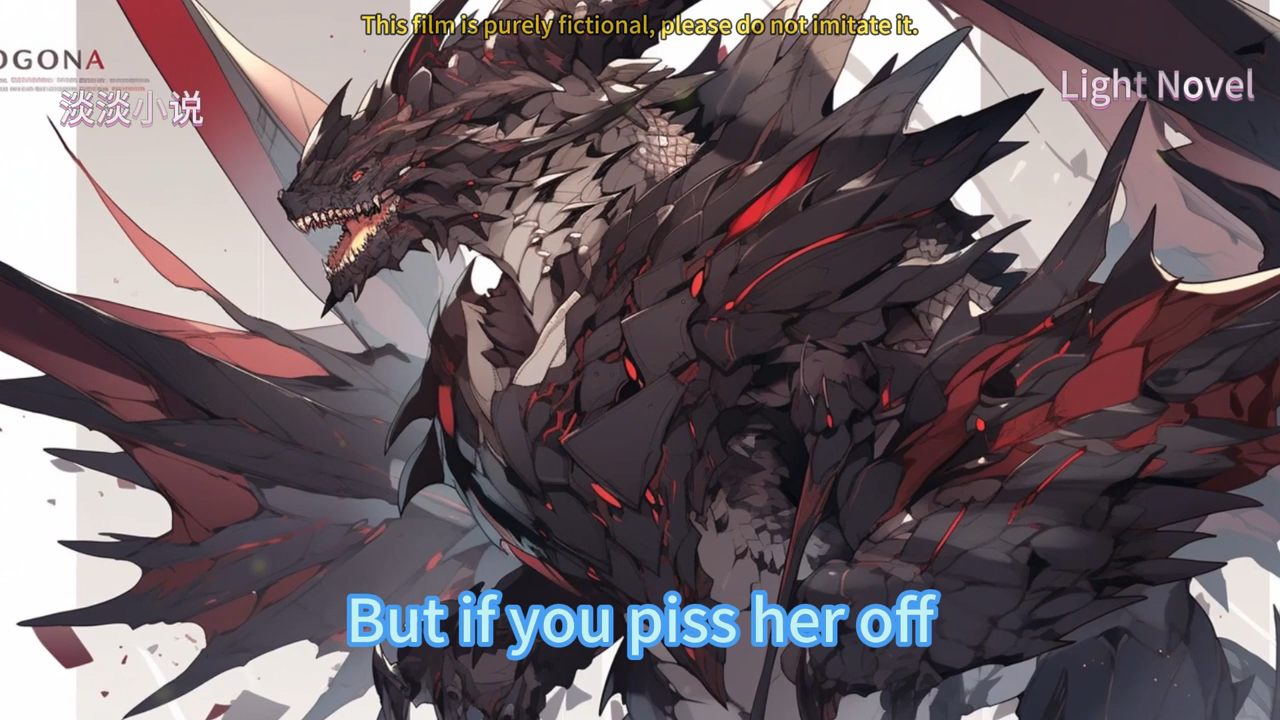 This film is purely fictional, please do not imitate it.
OGONA
淡淡小说
Light Novel
But if you piss her off